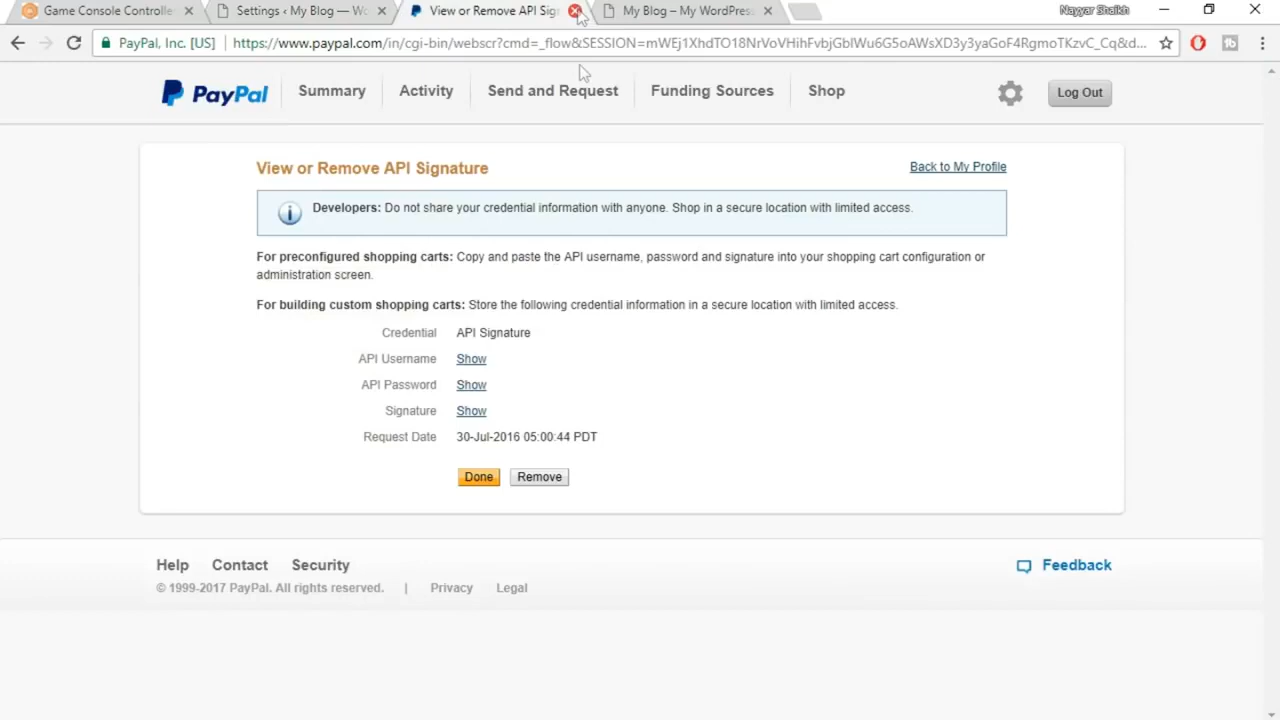 Game Console Controlle
Settings ‹ My Blog — Wo
View or Remove API Sig
My Blog – My WordPress
Nayyar Shaikh
PayPal, Inc. [US]
https://www.paypal.com/in/cgi-bin/webscr?cmd=_flow&SESSION=mWEj1XhdTO18NrVoVHihFvbjGbIWu6G5oAWsXD3y3yaGoF4RgmoTKzvC_Cq&d...
PayPal
Summary
Activity
Send and Request
Funding Sources
Shop
Log Out
View or Remove API Signature
Back to My Profile
Developers: Do not share your credential information with anyone. Shop in a secure location with limited access.
For preconfigured shopping carts: Copy and paste the API username, password and signature into your shopping cart configuration or
administration screen.
For building custom shopping carts: Store the following credential information in a secure location with limited access.
Credential API Signature
API Username Show
API Password Show
Signature Show
Request Date 30-Jul-2016 05:00:44 PDT
Done Remove
Help Contact Security
Feedback
© 1999-2017 PayPal. All rights reserved. | Privacy Legal